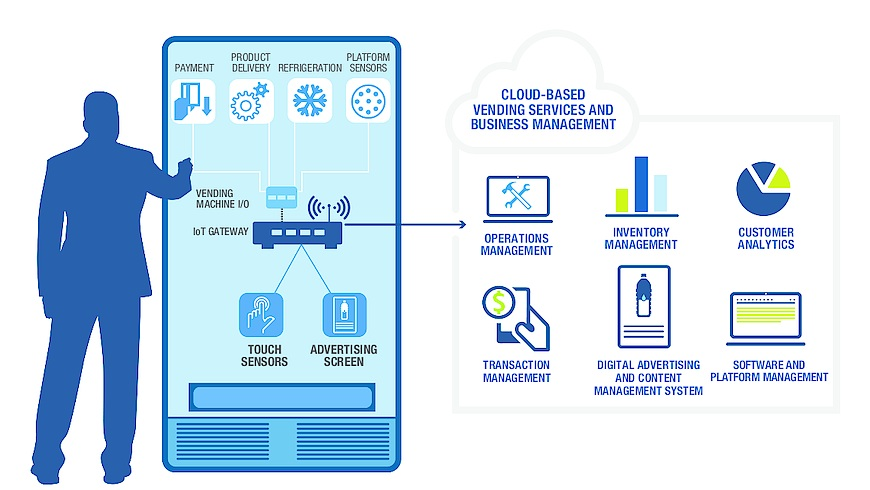 PAYMENT
PRODUCT
DELIVERY
REFRIGERATION
PLATFORM
SENSORS
VENDING
MACHINE I/O
IoT GATEWAY
TOUCH
SENSORS
ADVERTISING
SCREEN
CLOUD-BASED
VENDING SERVICES AND
BUSINESS MANAGEMENT
OPERATIONS
MANAGEMENT
INVENTORY
MANAGEMENT
CUSTOMER
ANALYTICS
$
TRANSACTION
MANAGEMENT
DIGITAL ADVERTISING
AND CONTENT
MANAGEMENT SYSTEM
SOFTWARE AND
PLATFORM MANAGEMENT